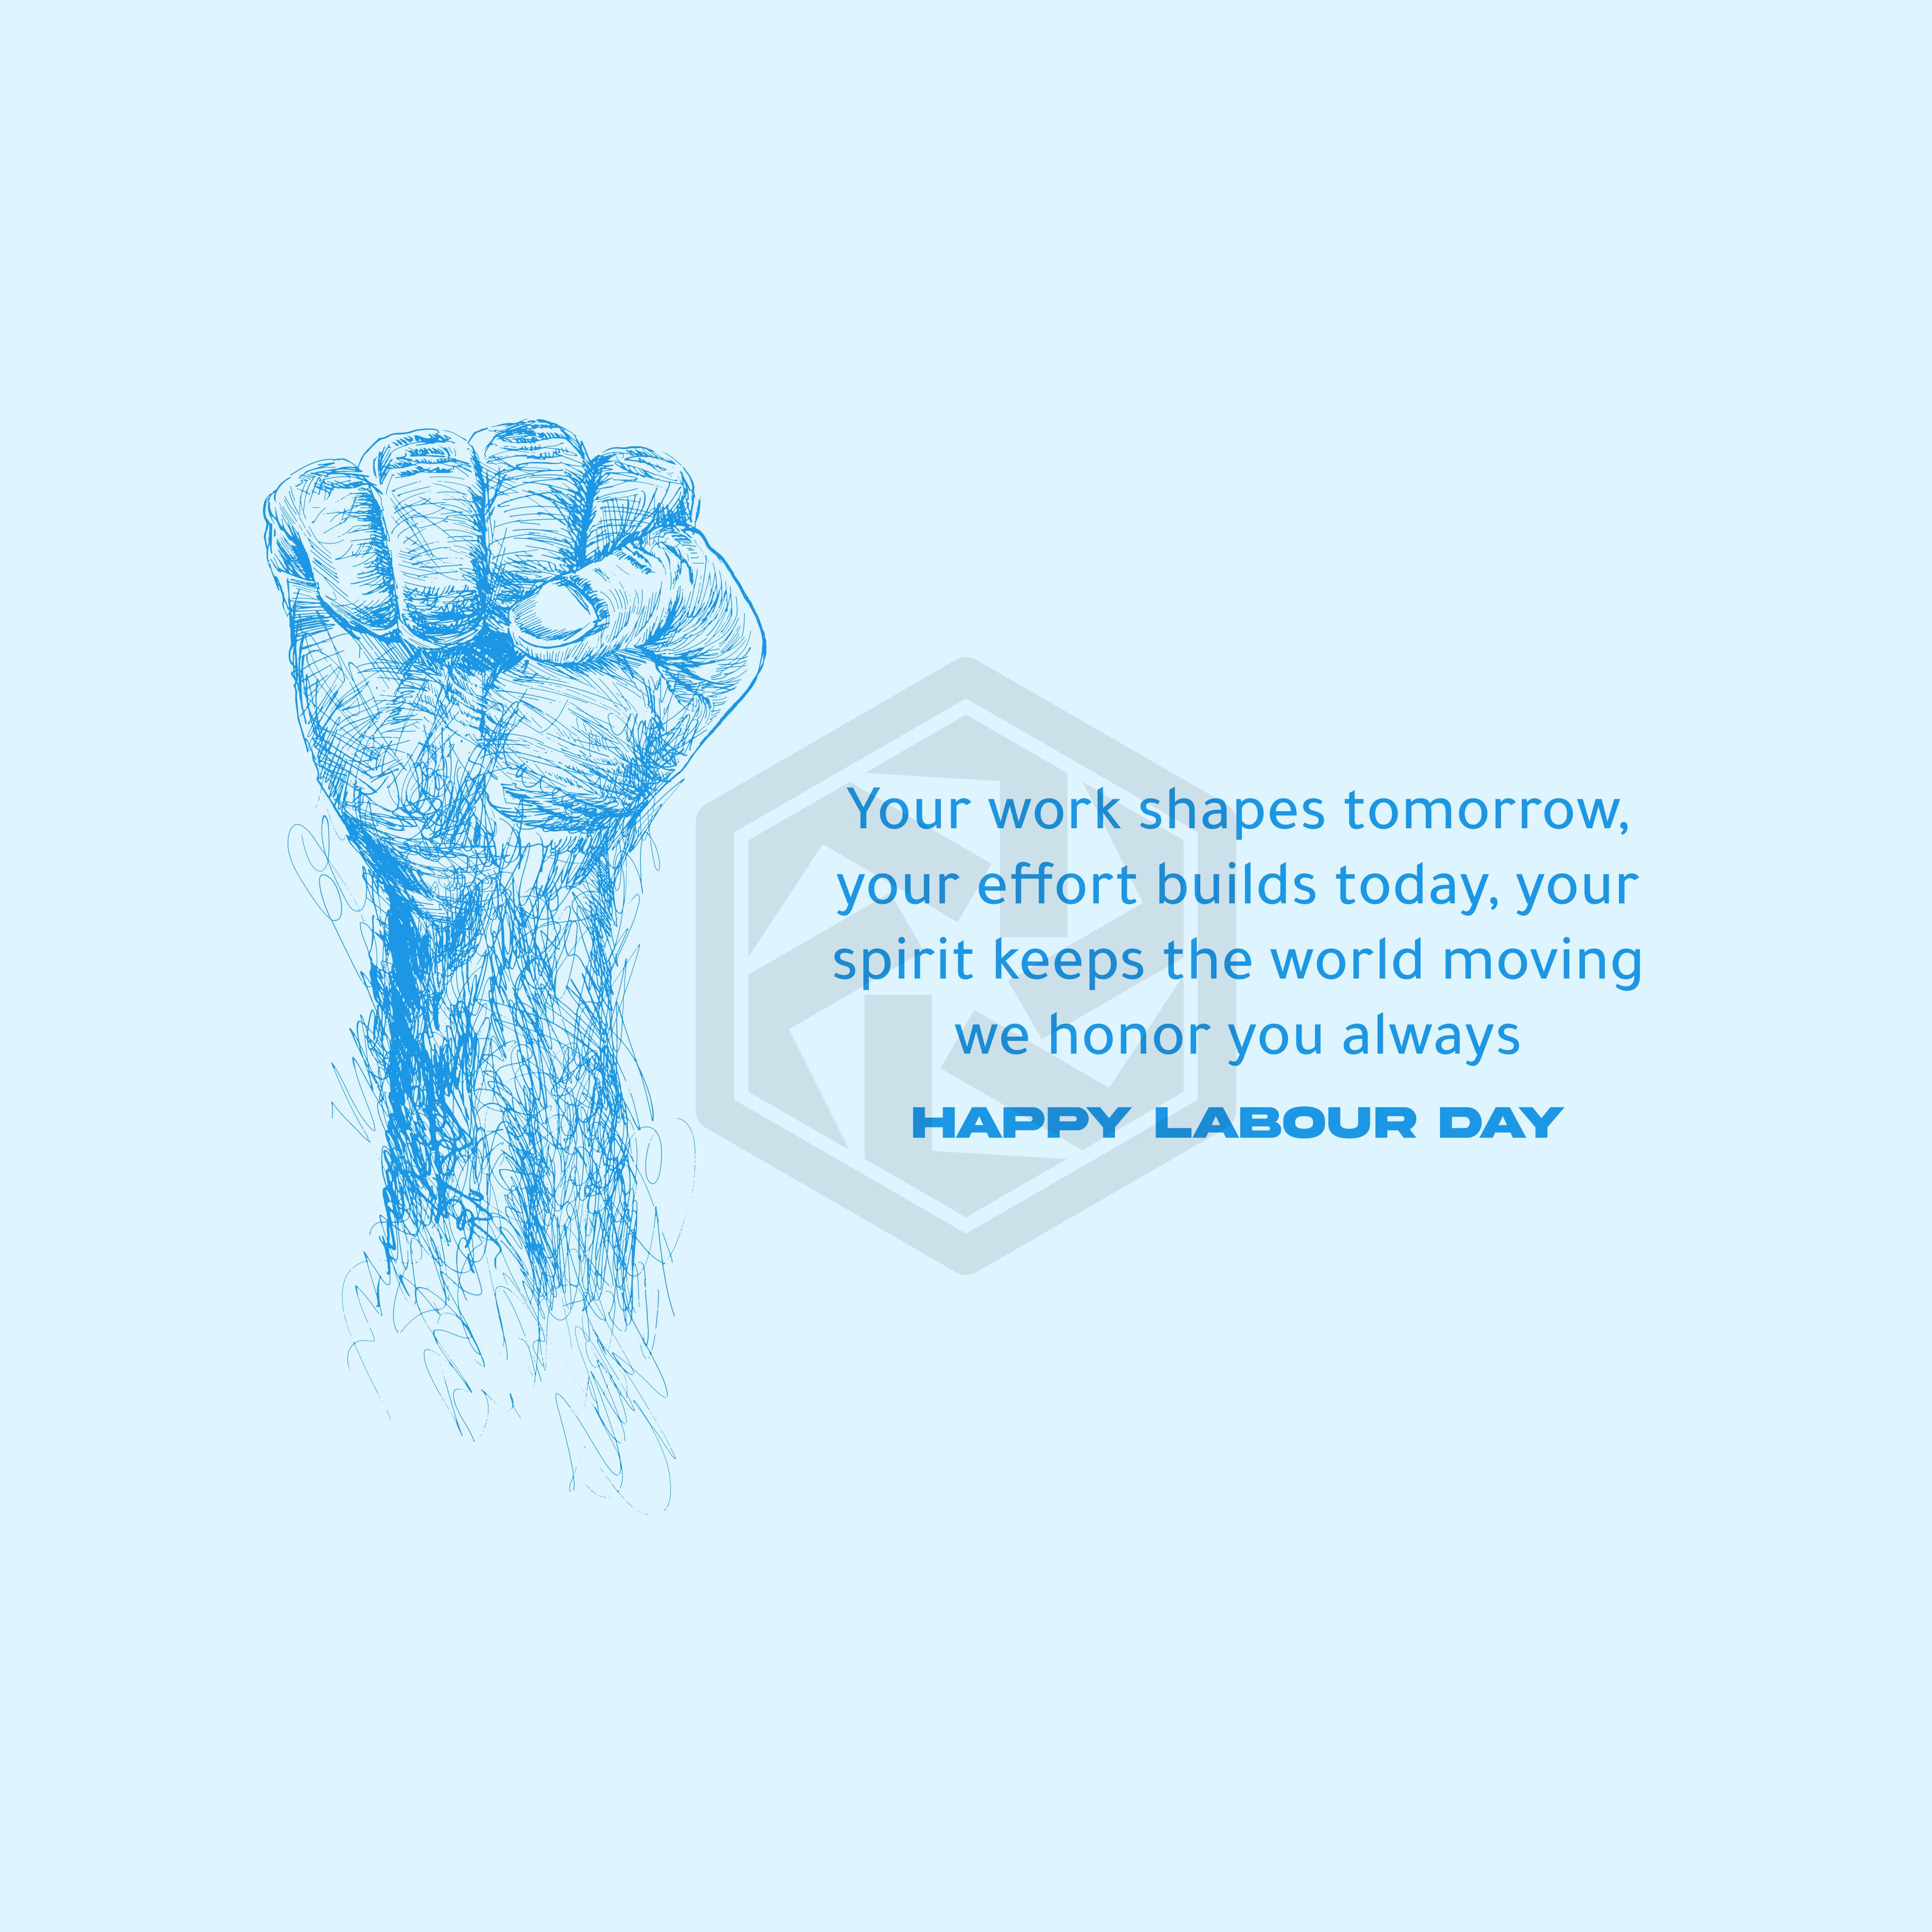 Your work shapes tomorrow,
your effort builds today, your
spirit keeps the world moving
we honor you always
HAPPY LABOUR DAY